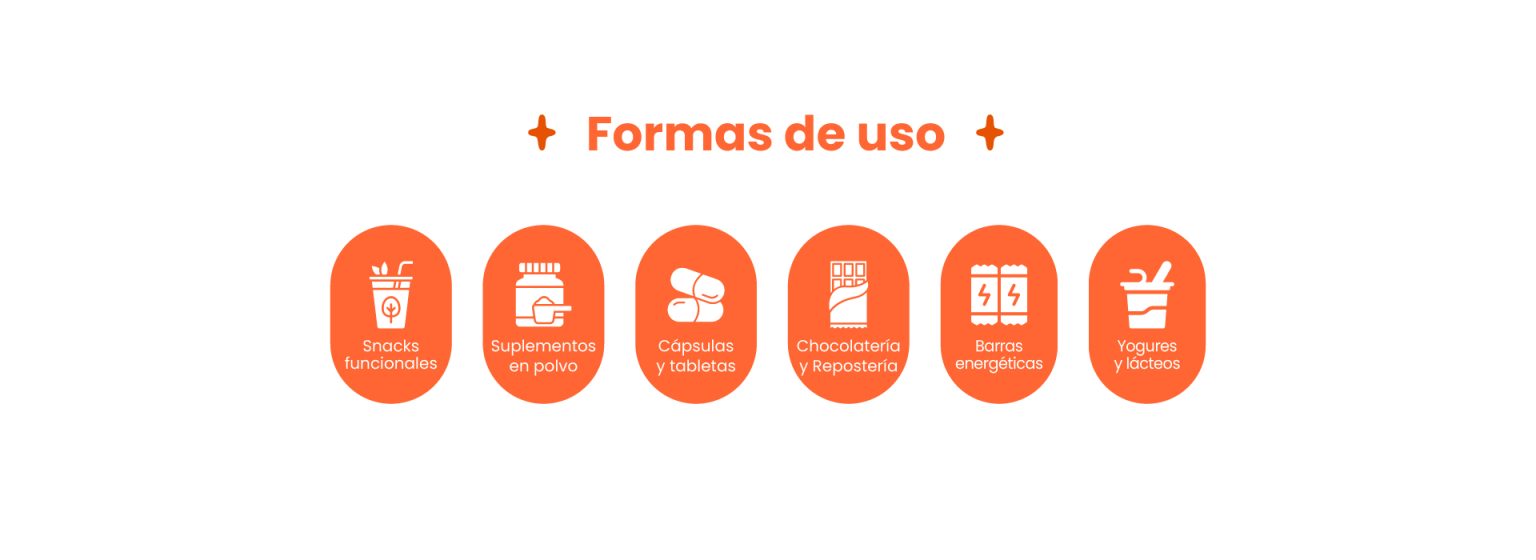 Formas de uso
Snacks
funcionales
Suplementos
en polvo
Cápsulas
y tabletas
Chocolatería
y Repostería
Barras
energéticas
Yogures
y lácteos